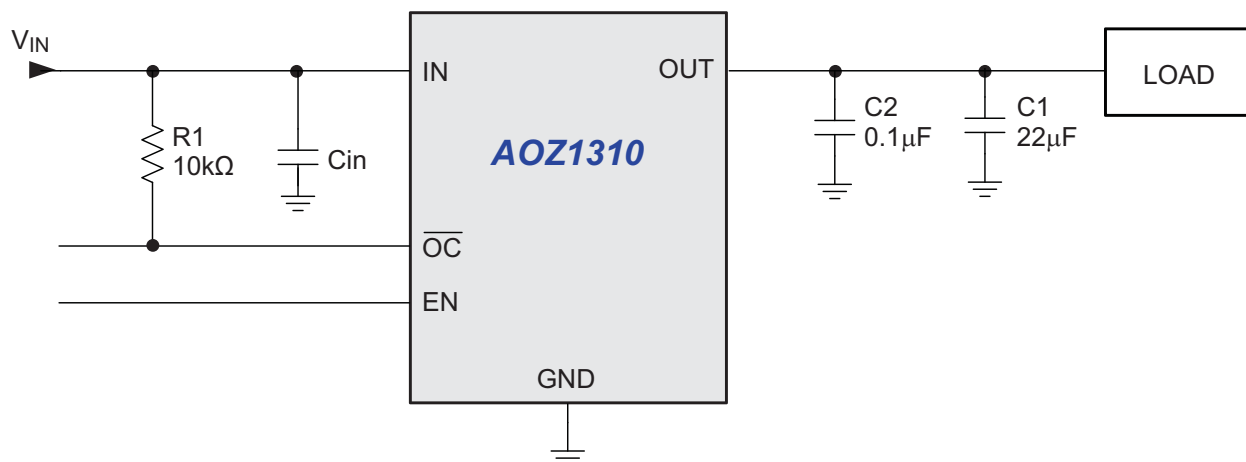 VIN
IN
OUT
LOAD
R1
10kΩ
Cin
AOZ1310
C2
0.1μF
C1
22μF
OC
EN
GND